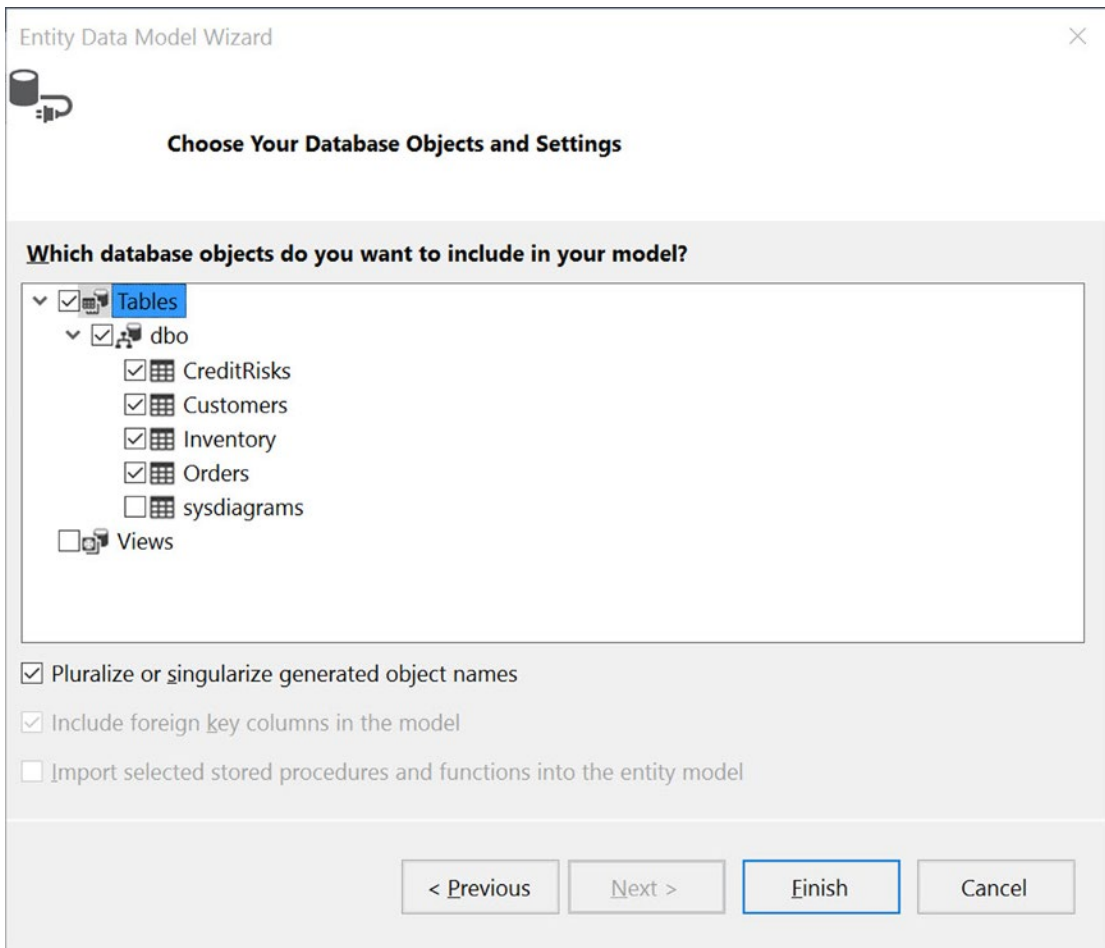 Entity Data Model Wizard
Choose Your Database Objects and Settings
Which database objects do you want to include in your model?
Tables
dbo
CreditRisks
Customers
Inventory
Orders
sysdiagrams
Views
Pluralize or singularize generated object names
Include foreign key columns in the model
Import selected stored procedures and functions into the entity model
< Previous
Next >
Finish
Cancel